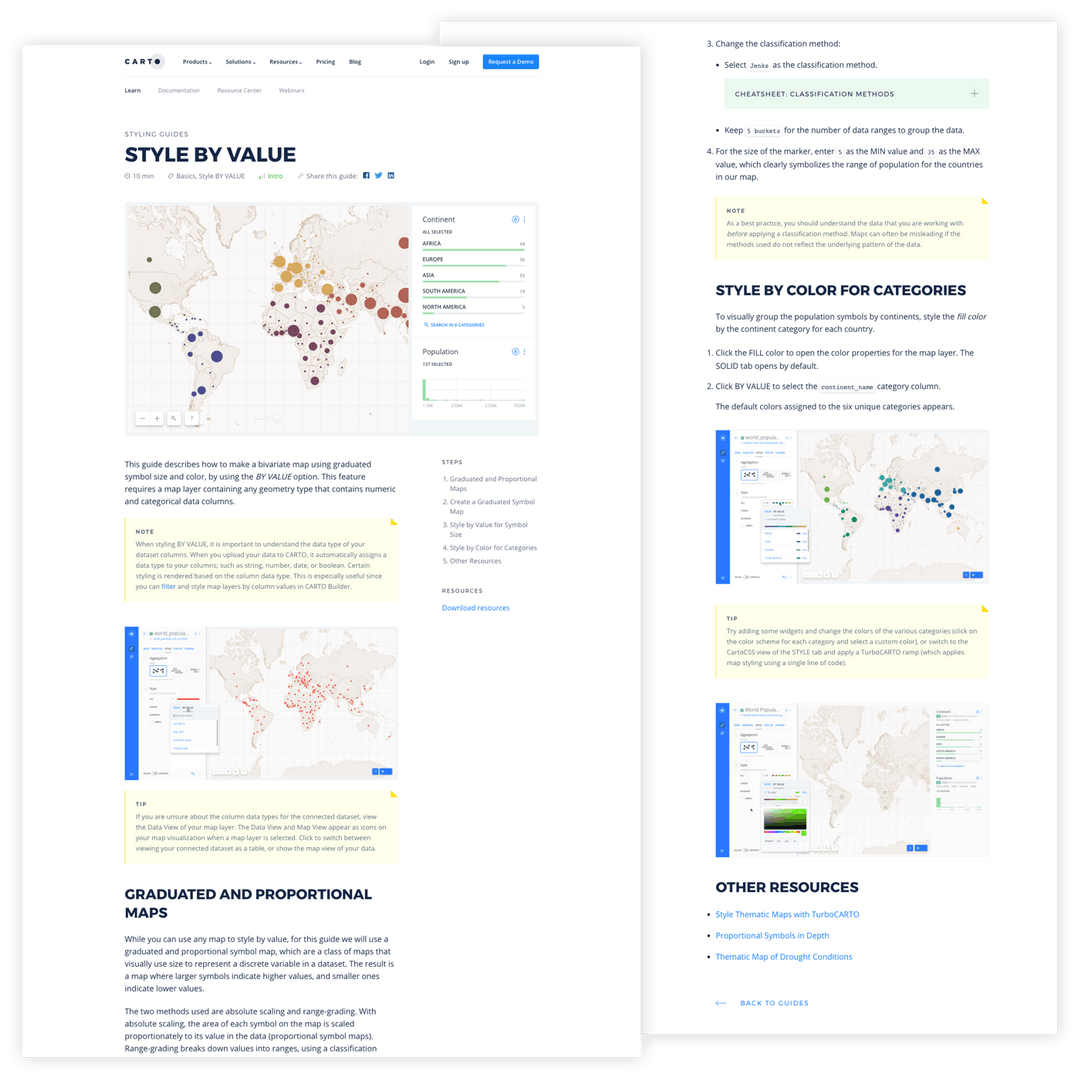 CARTO
Products
Solutions
Resources
Pricing
Blog
Login
Sign up
Request a Demo
Learn
Documentation
Resource Center
Webinars
STYLING GUIDES
STYLE BY VALUE
10 min
Basics, Style BY VALUE
Intro
Share this guide:
Continent
ALL SELECTED
AFRICA 44
EUROPE 36
ASIA 33
SOUTH AMERICA 13
NORTH AMERICA 5
SEARCH IN 6 CATEGORIES
Population
137 SELECTED
This guide describes how to make a bivariate map using graduated
symbol size and color, by using the BY VALUE option. This feature
requires a map layer containing any geometry type that contains numeric
and categorical data columns.
NOTE
When styling BY VALUE, it is important to understand the data type of your
dataset columns. When you upload your data to CARTO, it automatically assigns a
data type to your columns; such as string, number, date, or boolean. Certain
styling is rendered based on the column data type. This is especially useful since
you can filter and style map layers by column values in CARTO Builder.
STEPS
1. Graduated and Proportional
Maps
2. Create a Graduated Symbol
Map
3. Style by Value for Symbol
Size
4. Style by Color for Categories
5. Other Resources
RESOURCES
Download resources
world_popula...
Aggregation
Style
TIP
If you are unsure about the column data types for the connected dataset, view
the Data View of your map layer. The Data View and Map View appear as icons on
your map visualization when a map layer is selected. Click to switch between
viewing your connected dataset as a table, or show the map view of your data.
GRADUATED AND PROPORTIONAL
MAPS
While you can use any map to style by value, for this guide we will use a
graduated and proportional symbol map, which are a class of maps that
visually use size to represent a discrete variable in a dataset. The result is
a map where larger symbols indicate higher values, and smaller ones
indicate lower values.
The two methods used are absolute scaling and range-grading. With
absolute scaling, the area of each symbol on the map is scaled
proportionately to its value in the data (proportional symbol maps).
Range-grading breaks down values into ranges, using a classification
3. Change the classification method:
• Select Jenks as the classification method.
CHEATSHEET: CLASSIFICATION METHODS
• Keep 5 buckets for the number of data ranges to group the data.
4. For the size of the marker, enter 5 as the MIN value and 35 as the MAX
value, which clearly symbolizes the range of population for the countries
in our map.
NOTE
As a best practice, you should understand the data that you are working with
before applying a classification method. Maps can often be misleading if the
methods used do not reflect the underlying pattern of the data.
STYLE BY COLOR FOR CATEGORIES
To visually group the population symbols by continents, style the fill color
by the continent category for each country.
1. Click the FILL color to open the color properties for the map layer. The
SOLID tab opens by default.
2. Click BY VALUE to select the continent_name category column.
The default colors assigned to the six unique categories appears.
world_popula...
Aggregation
Style
TIP
Try adding some widgets and change the colors of the various categories (click on
the color scheme for each category and select a custom color), or switch to the
CartoCSS view of the STYLE tab and apply a TurboCARTO ramp (which applies
map styling using a single line of code).
World Popula...
Aggregation
Style
Continent
Population
OTHER RESOURCES
• Style Thematic Maps with TurboCARTO
• Proportional Symbols in Depth
• Thematic Map of Drought Conditions
BACK TO GUIDES